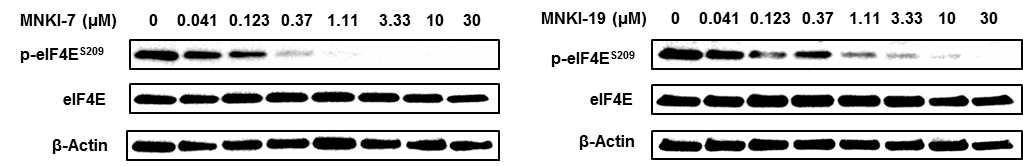 MNKI-7 (μM) 0 0.041 0.123 0.37 1.11 3.33 10 30
p-eIF4E^S209
eIF4E
β-Actin
MNKI-19 (μM) 0 0.041 0.123 0.37 1.11 3.33 10 30
p-eIF4E^S209
eIF4E
β-Actin